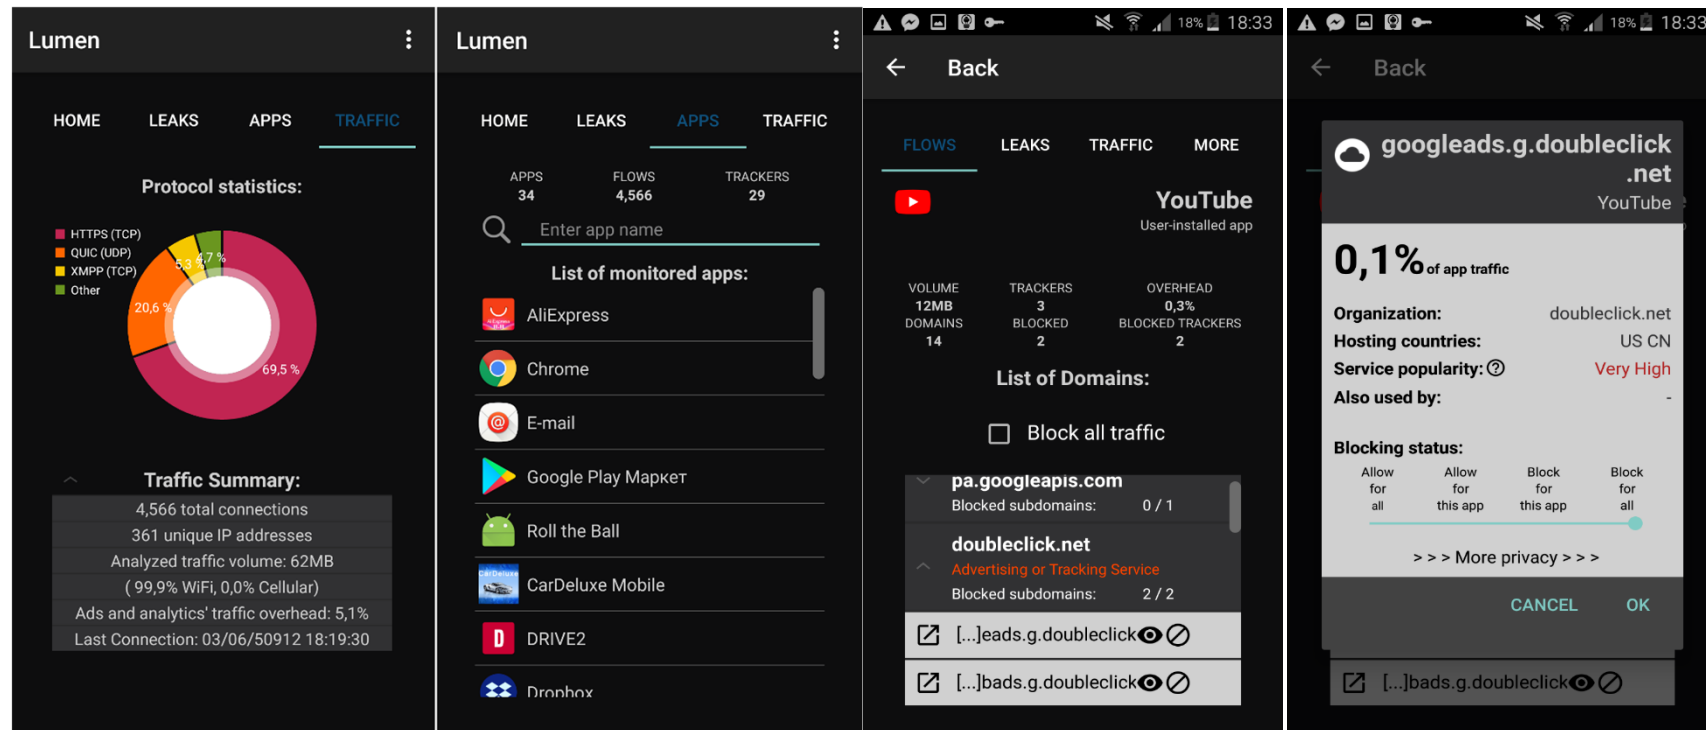 Lumen
HOME LEAKS APPS TRAFFIC
Protocol statistics:
HTTPS (TCP)
QUIC (UDP)
XMPP (TCP)
Other
5,3 %
4,7 %
20,6 %
69,5 %
Traffic Summary:
4,566 total connections
361 unique IP addresses
Analyzed traffic volume: 62MB
( 99,9% WiFi, 0,0% Cellular)
Ads and analytics' traffic overhead: 5,1%
Last Connection: 03/06/50912 18:19:30
Lumen
HOME LEAKS APPS TRAFFIC
APPS FLOWS TRACKERS
34 4,566 29
Enter app name
List of monitored apps:
AliExpress
Chrome
E-mail
Google Play Маркет
Roll the Ball
CarDeluxe Mobile
DRIVE2
Dropbox
18% 18:33
Back
FLOWS LEAKS TRAFFIC MORE
YouTube
User-installed app
VOLUME TRACKERS OVERHEAD
12MB 3 0,3%
DOMAINS BLOCKED BLOCKED TRACKERS
14 2 2
List of Domains:
Block all traffic
pa.googleapis.com
Blocked subdomains: 0 / 1
doubleclick.net
Advertising or Tracking Service
Blocked subdomains: 2 / 2
[...]eads.g.doubleclick
[...]bads.g.doubleclick
18% 18:33
Back
googleads.g.doubleclick
.net
YouTube
0,1% of app traffic
Organization: doubleclick.net
Hosting countries: US CN
Service popularity: Very High
Also used by: -
Blocking status:
Allow Allow Block Block
for for for for
all this app this app all
> > > More privacy > > >
CANCEL OK
[...]bads.g.doubleclick